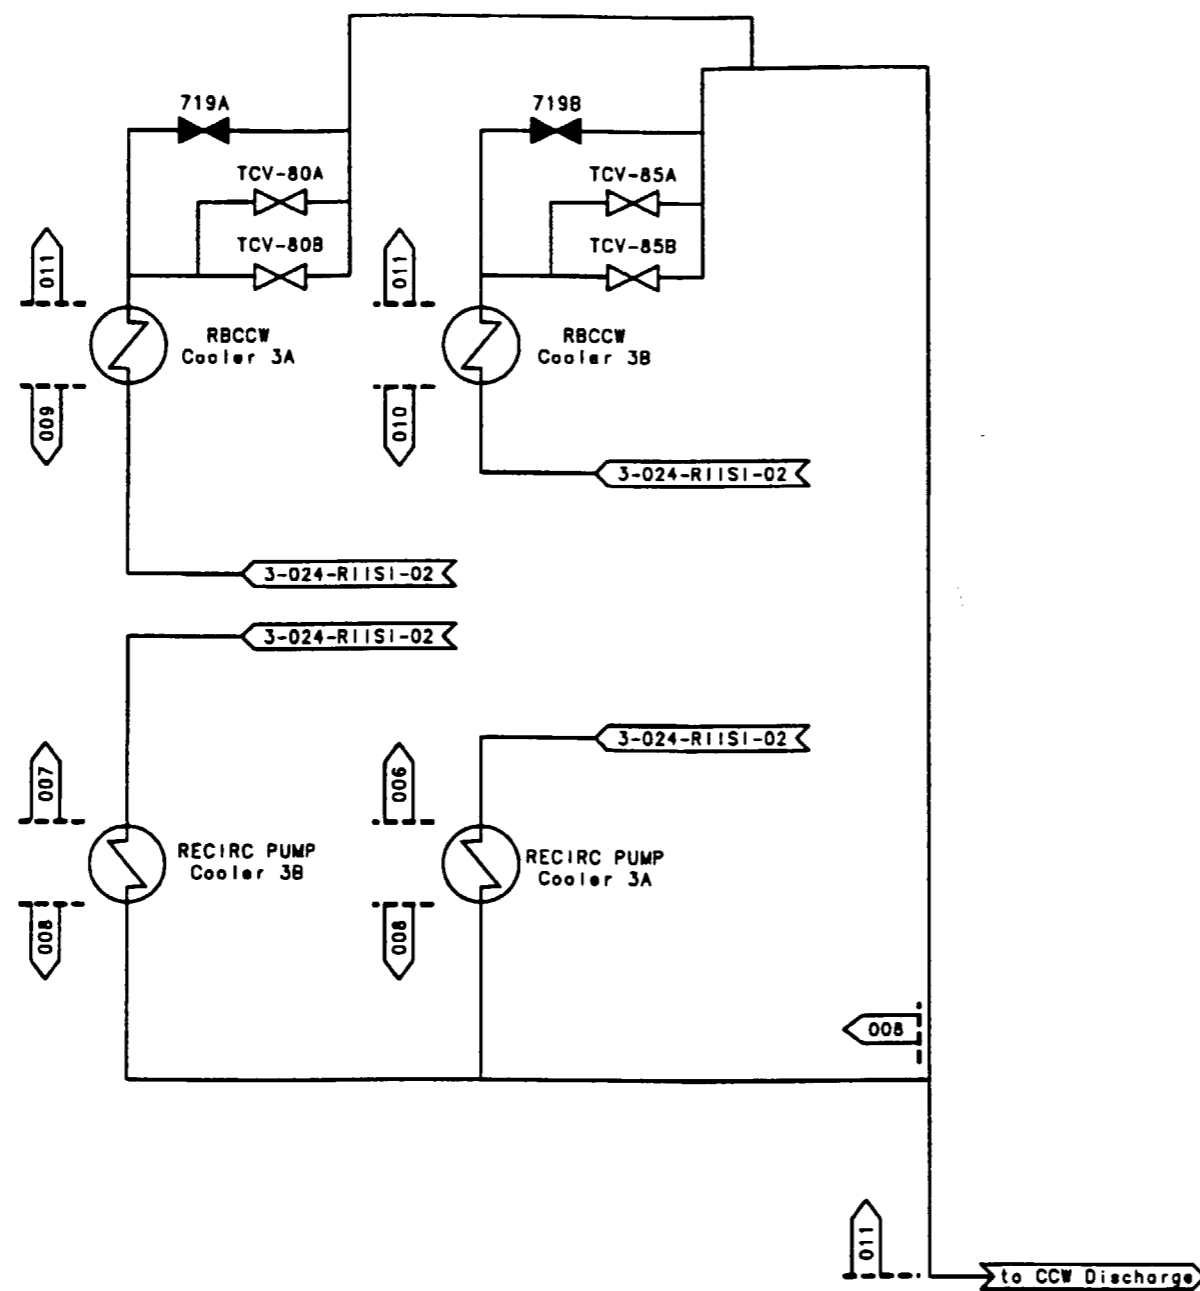 719A
719B
TCV-80A
TCV-85A
TCV-80B
TCV-85B
011
011
RBCCW
Cooler 3A
RBCCW
Cooler 3B
009
010
3-024-RIISI-02
3-024-RIISI-02
3-024-RIISI-02
3-024-RIISI-02
007
006
RECIRC PUMP
Cooler 3B
RECIRC PUMP
Cooler 3A
008
008
008
011
to CCW Discharge